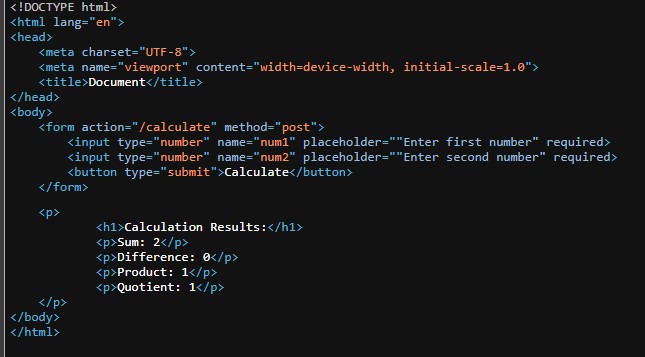 <!DOCTYPE html>
<html lang="en">
<head>
    <meta charset="UTF-8">
    <meta name="viewport" content="width=device-width, initial-scale=1.0">
    <title>Document</title>
</head>
<body>
    <form action="/calculate" method="post">
        <input type="number" name="num1" placeholder=""Enter first number" required>
        <input type="number" name="num2" placeholder=""Enter second number" required>
        <button type="submit">Calculate</button>
    </form>

    <p>
            <h1>Calculation Results:</h1>
            <p>Sum: 2</p>
            <p>Difference: 0</p>
            <p>Product: 1</p>
            <p>Quotient: 1</p>
    </p>
</body>
</html>